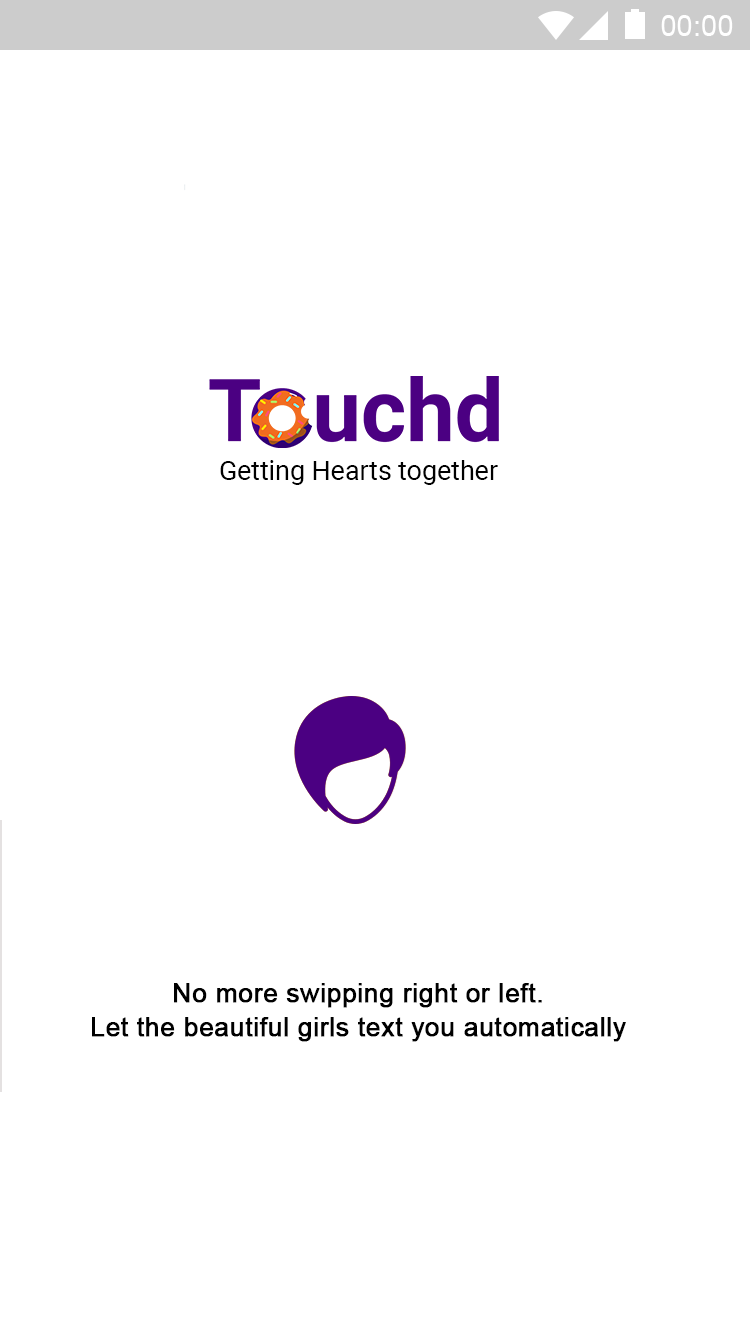 00:00
Touchd
Getting Hearts together
No more swipping right or left.
Let the beautiful girls text you automatically